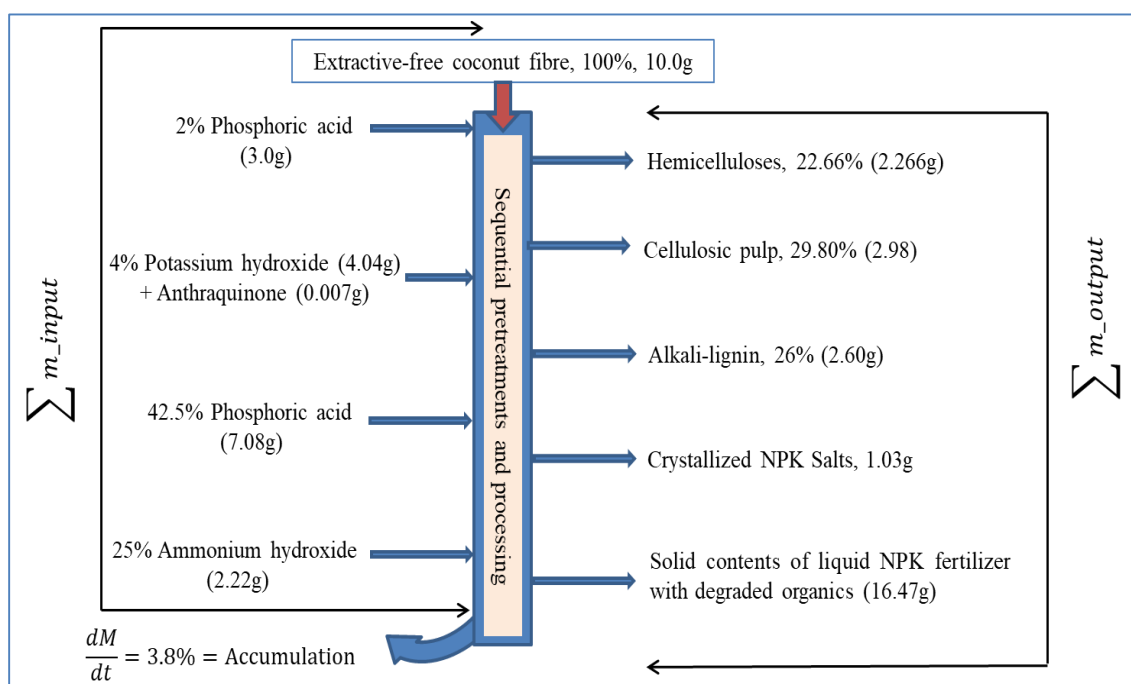 Extractive-free coconut fibre, 100%, 10.0g
2% Phosphoric acid
(3.0g)
4% Potassium hydroxide (4.04g)
+ Anthraquinone (0.007g)
42.5% Phosphoric acid
(7.08g)
25% Ammonium hydroxide
(2.22g)
∑ m_input
Sequential pretreatments and processing
Hemicelluloses, 22.66% (2.266g)
Cellulosic pulp, 29.80% (2.98)
Alkali-lignin, 26% (2.60g)
Crystallized NPK Salts, 1.03g
Solid contents of liquid NPK fertilizer
with degraded organics (16.47g)
∑ m_output
dM/dt = 3.8% = Accumulation